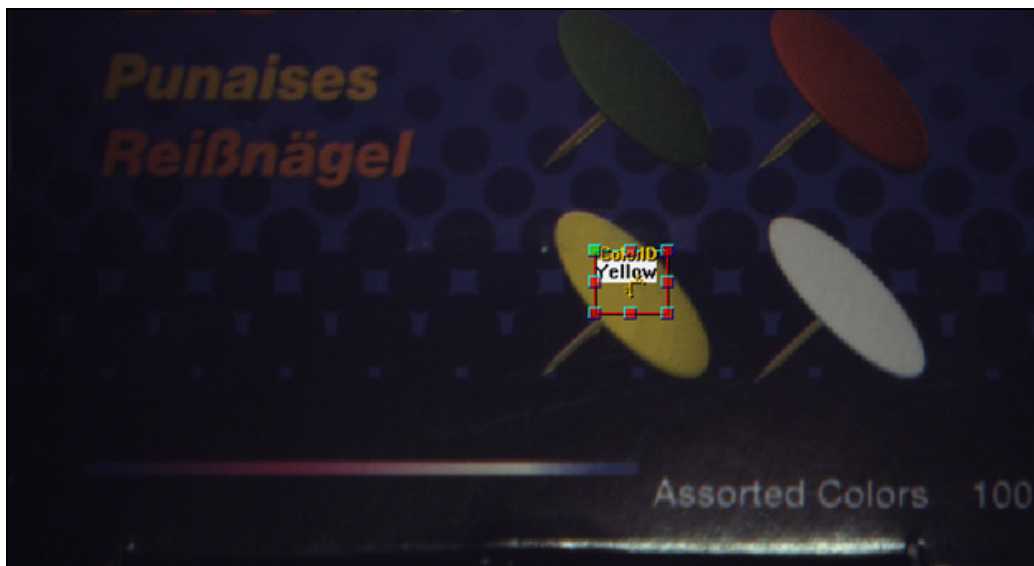 Punaises
Reißnägel
ColorID
Yellow
Assorted Colors 100